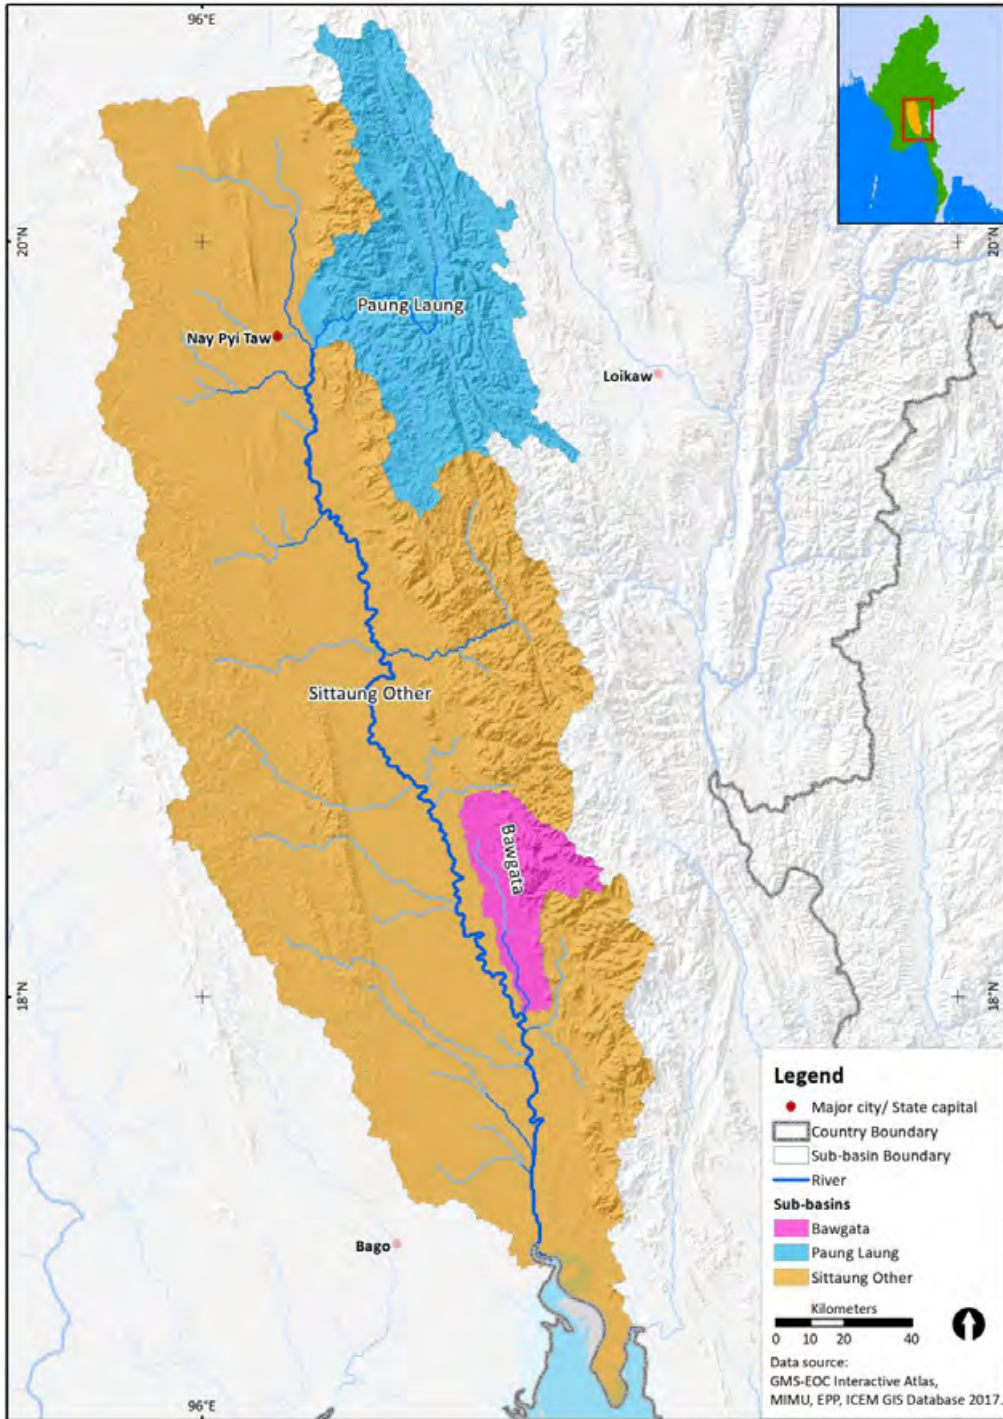 96°E
20°N
20°N
Paung Laung
Nay Pyi Taw
Loikaw
Sittaung Other
Bawgata
18°N
18°N
Bago
Legend
Major city/ State capital
Country Boundary
Sub-basin Boundary
River
Sub-basins
Bawgata
Paung Laung
Sittaung Other
Kilometers
0 10 20 40
Data source:
GMS-EOC Interactive Atlas,
MIMU, EPP, ICEM GIS Database 2017.
96°E